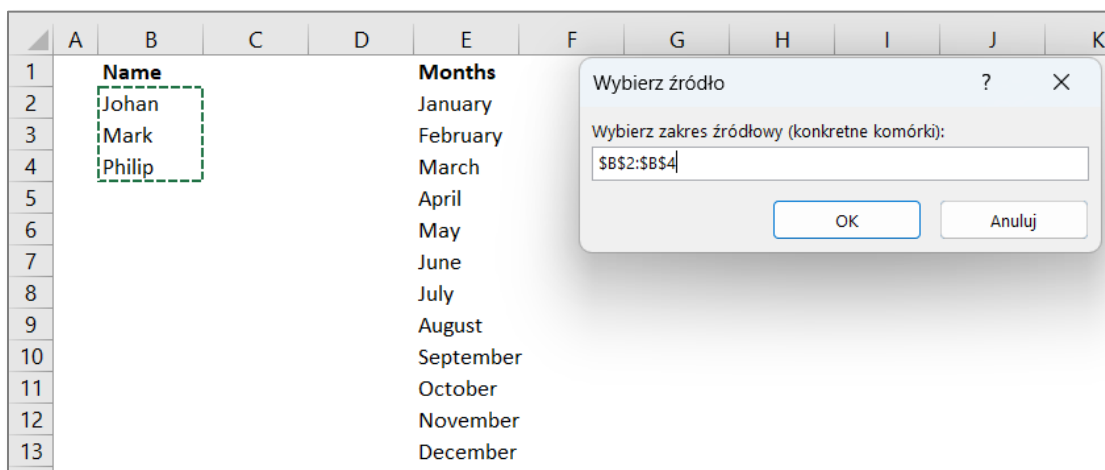 A B C D E F G H I J K
1 Name Months
2 Johan January
3 Mark February
4 Philip March
5 April
6 May
7 June
8 July
9 August
10 September
11 October
12 November
13 December
Wybierz źródło ? X
Wybierz zakres źródłowy (konkretne komórki):
$B$2:$B$4
OK Anuluj